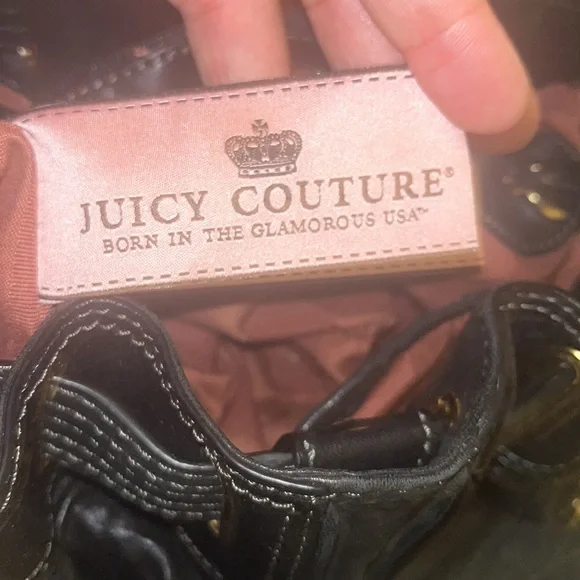 JUICY COUTURE®
BORN IN THE GLAMOROUS USA™